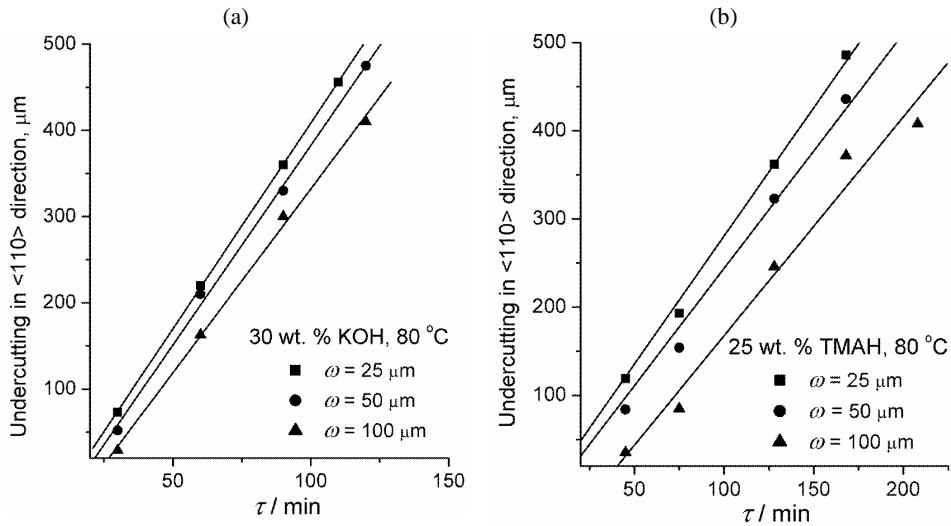 (a)
Undercutting in <110> direction, μm
500
400
300
200
100
30 wt. % KOH, 80 °C
ω = 25 μm
ω = 50 μm
ω = 100 μm
50
100
150
τ / min
(b)
Undercutting in <110> direction, μm
500
400
300
200
100
25 wt. % TMAH, 80 °C
ω = 25 μm
ω = 50 μm
ω = 100 μm
50
100
150
200
τ / min